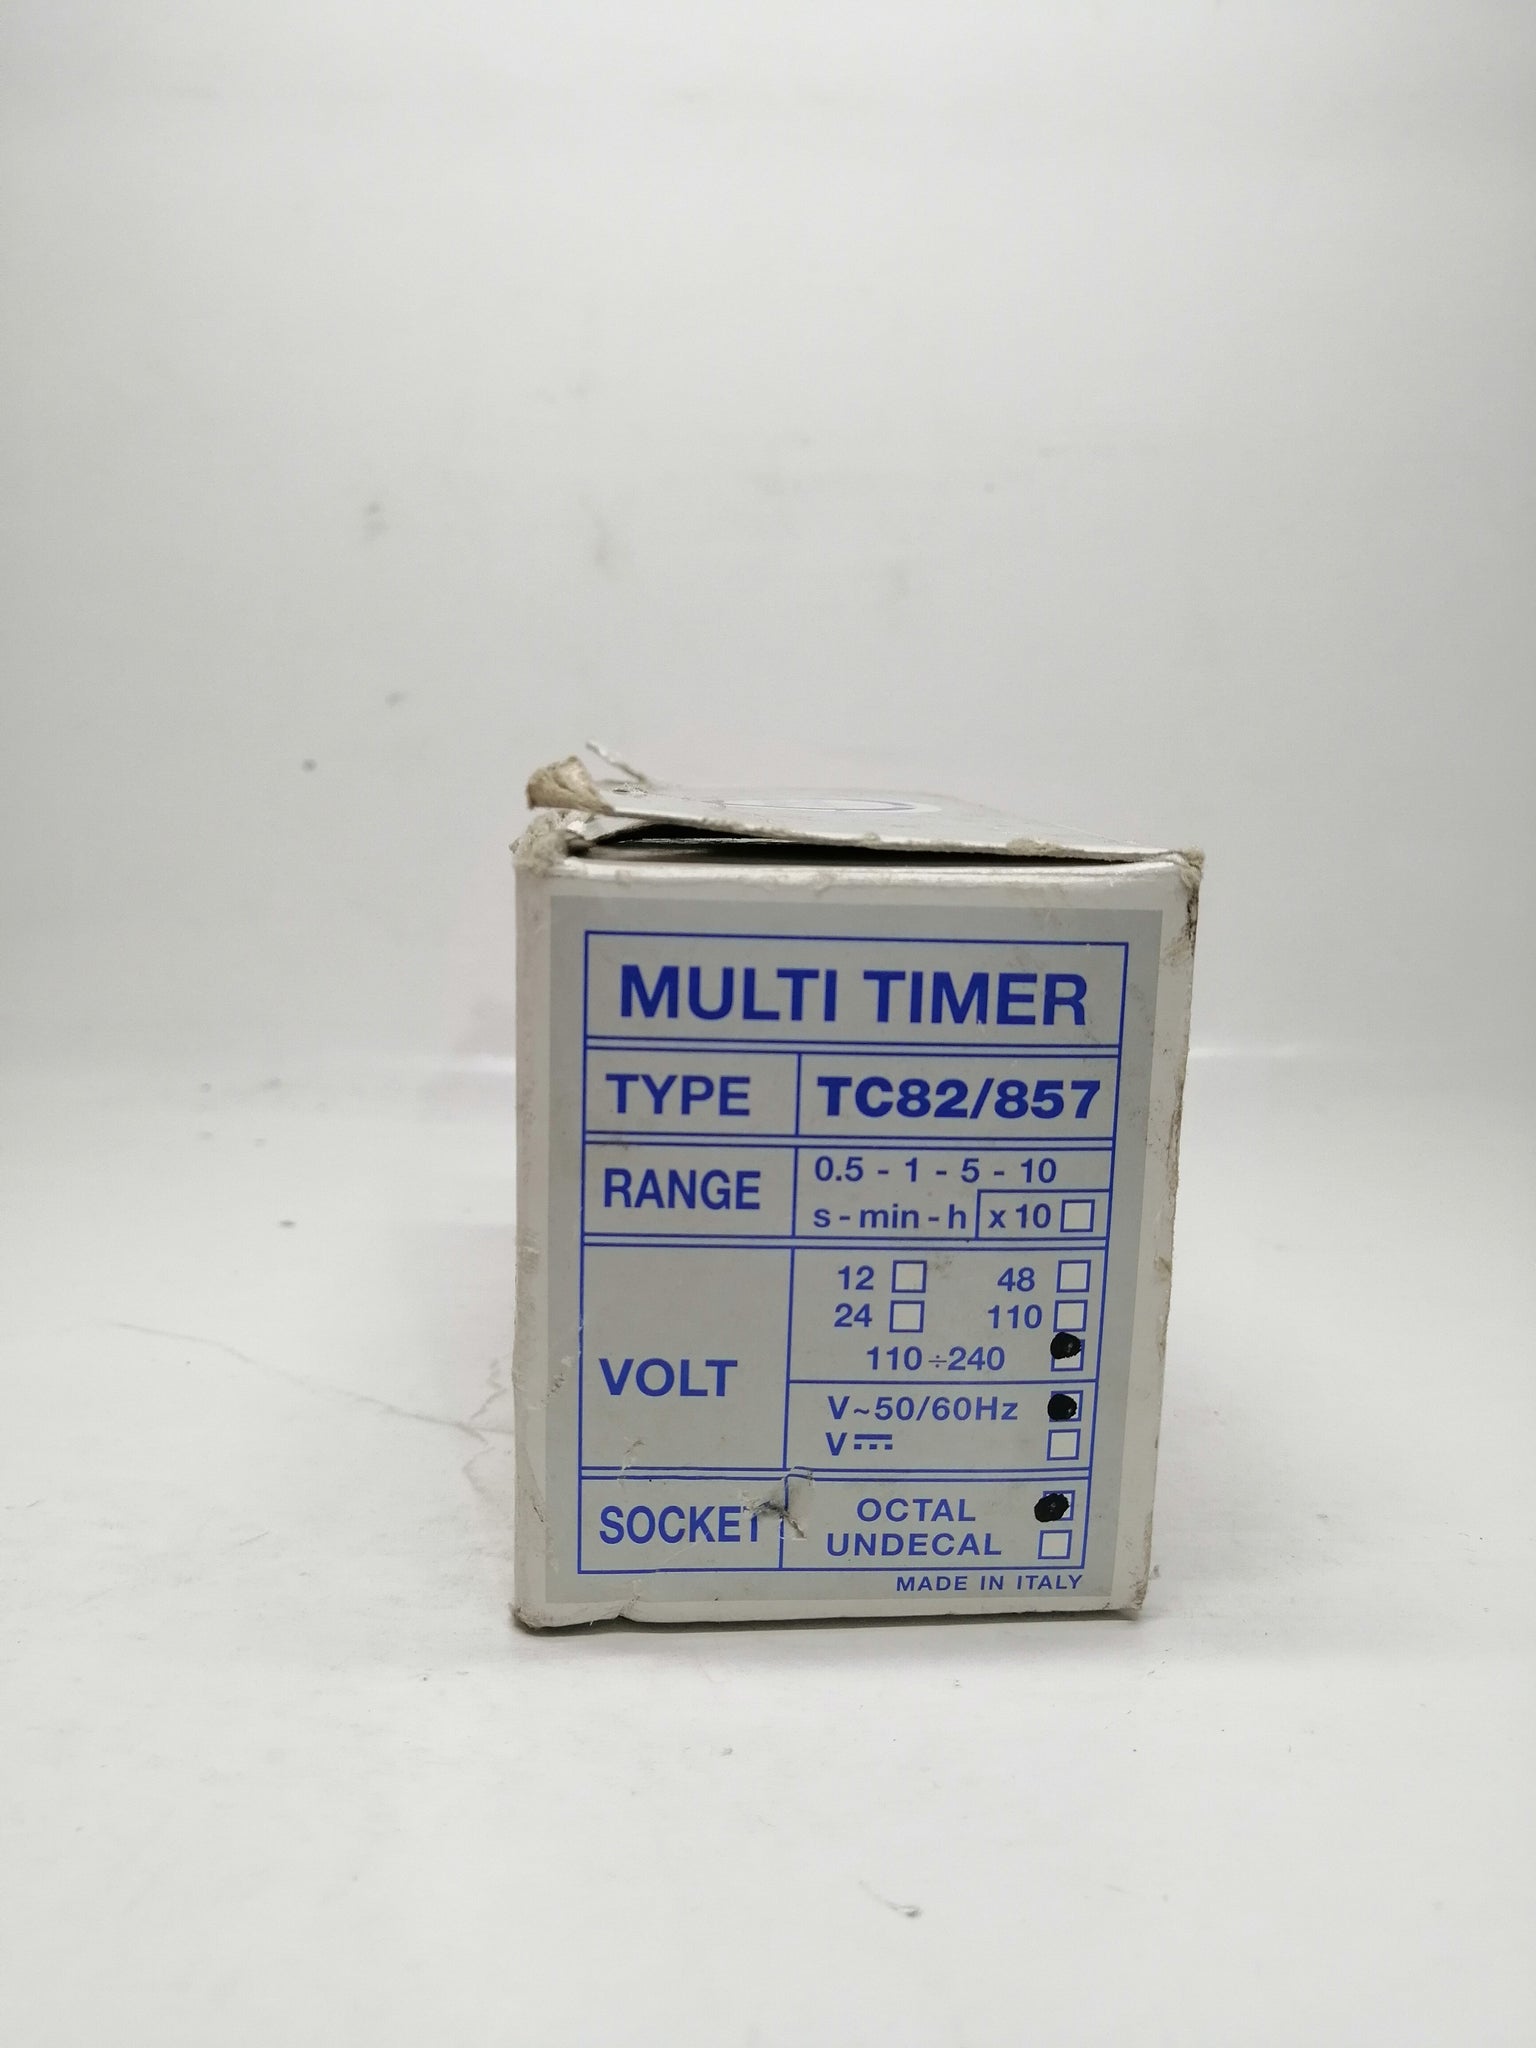 MULTI TIMER
TYPE TC82/857
RANGE 0.5 - 1 - 5 - 10
s - min - h x 10
VOLT
12 48
24 110
110÷240
V~50/60Hz
V⎓
SOCKET OCTAL
UNDECAL
MADE IN ITALY